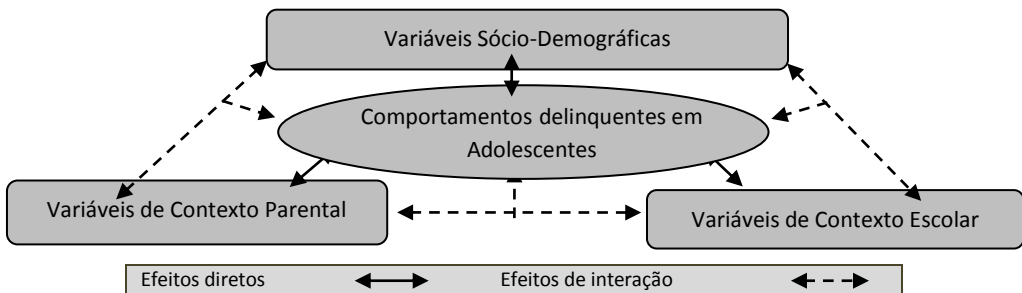 Variáveis Sócio-Demográficas
Comportamentos delinquentes em
Adolescentes
Variáveis de Contexto Parental
Variáveis de Contexto Escolar
Efeitos diretos
Efeitos de interação